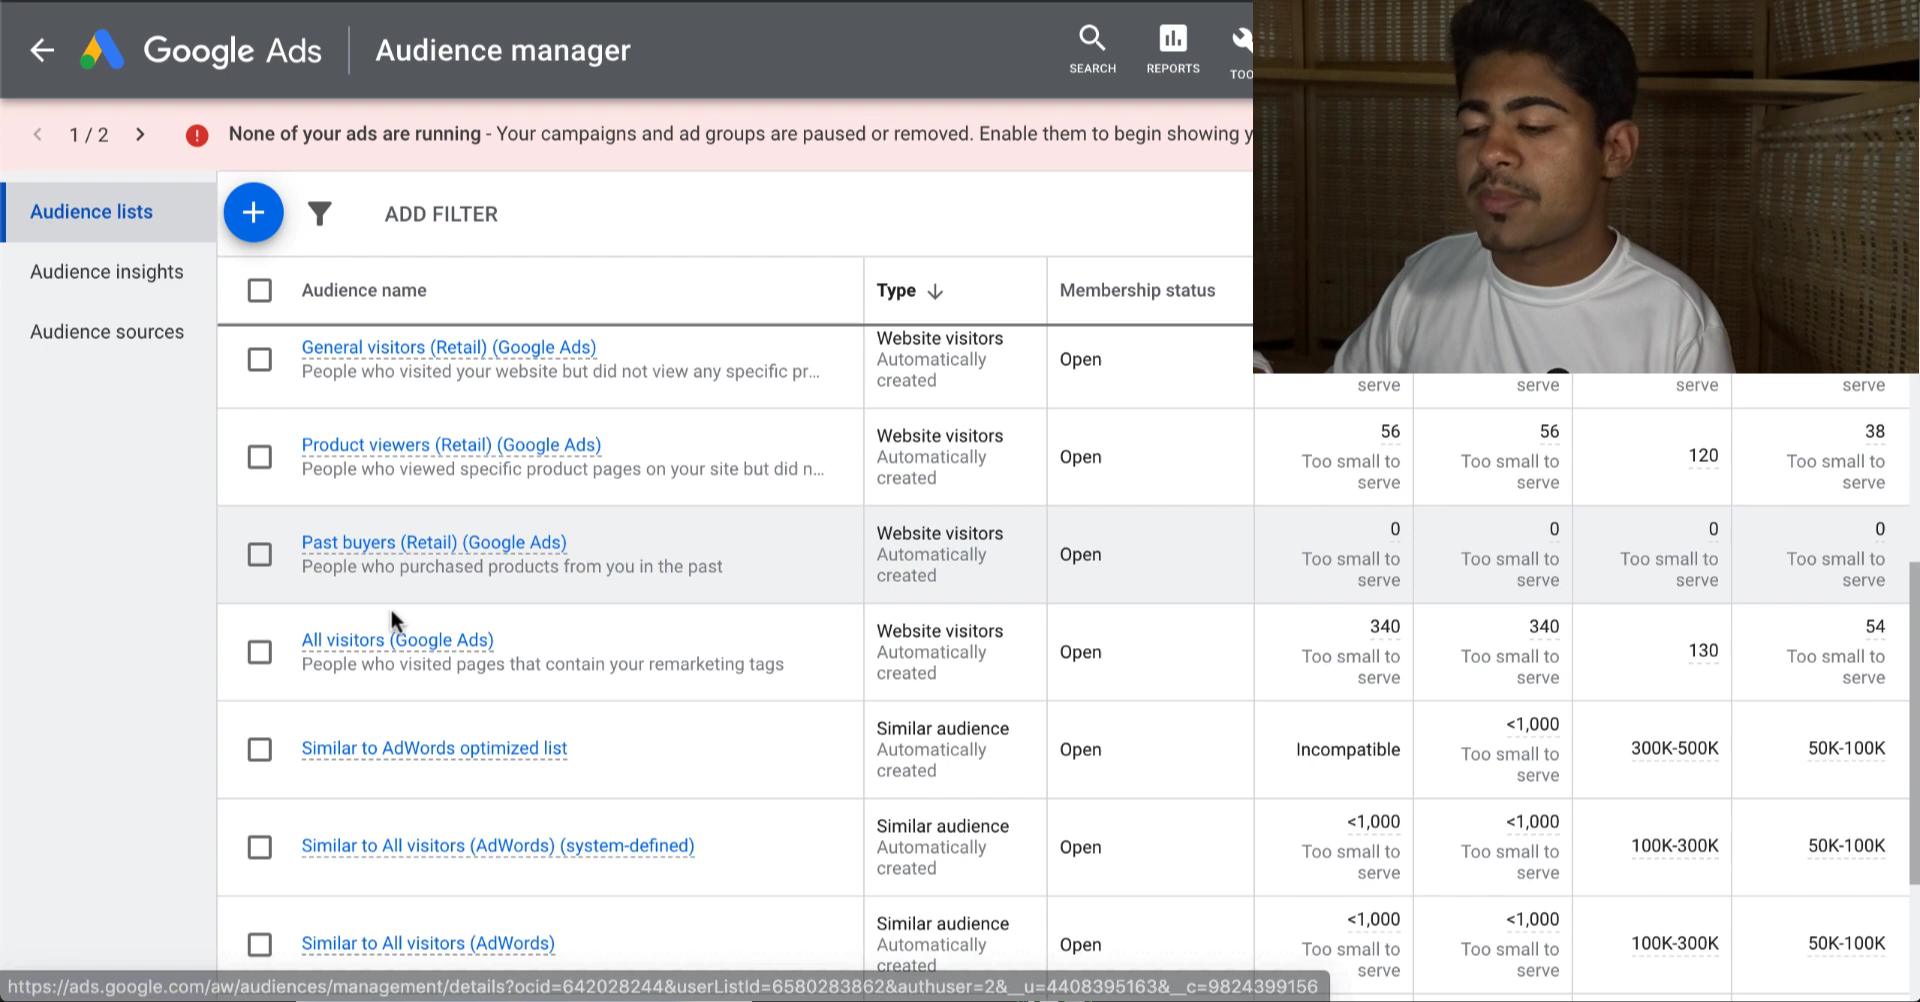 Google Ads
Audience manager
SEARCH
REPORTS
TOO
1 / 2
None of your ads are running - Your campaigns and ad groups are paused or removed. Enable them to begin showing y
Audience lists
Audience insights
Audience sources
ADD FILTER
Audience name
Type
Membership status
General visitors (Retail) (Google Ads)
People who visited your website but did not view any specific pr...
Website visitors
Automatically
created
Open
serve
serve
serve
serve
Product viewers (Retail) (Google Ads)
People who viewed specific product pages on your site but did n...
Website visitors
Automatically
created
Open
56
Too small to
serve
56
Too small to
serve
120
38
Too small to
serve
Past buyers (Retail) (Google Ads)
People who purchased products from you in the past
Website visitors
Automatically
created
Open
0
Too small to
serve
0
Too small to
serve
0
Too small to
serve
0
Too small to
serve
All visitors (Google Ads)
People who visited pages that contain your remarketing tags
Website visitors
Automatically
created
Open
340
Too small to
serve
340
Too small to
serve
130
54
Too small to
serve
Similar to AdWords optimized list
Similar audience
Automatically
created
Open
Incompatible
<1,000
Too small to
serve
300K-500K
50K-100K
Similar to All visitors (AdWords) (system-defined)
Similar audience
Automatically
created
Open
<1,000
Too small to
serve
<1,000
Too small to
serve
100K-300K
50K-100K
Similar to All visitors (AdWords)
Similar audience
Automatically
created
Open
<1,000
Too small to
serve
<1,000
Too small to
serve
100K-300K
50K-100K
https://ads.google.com/aw/audiences/management/details?ocid=642028244&userListId=6580283862&authuser=2&__u=4408395163&__c=9824399156